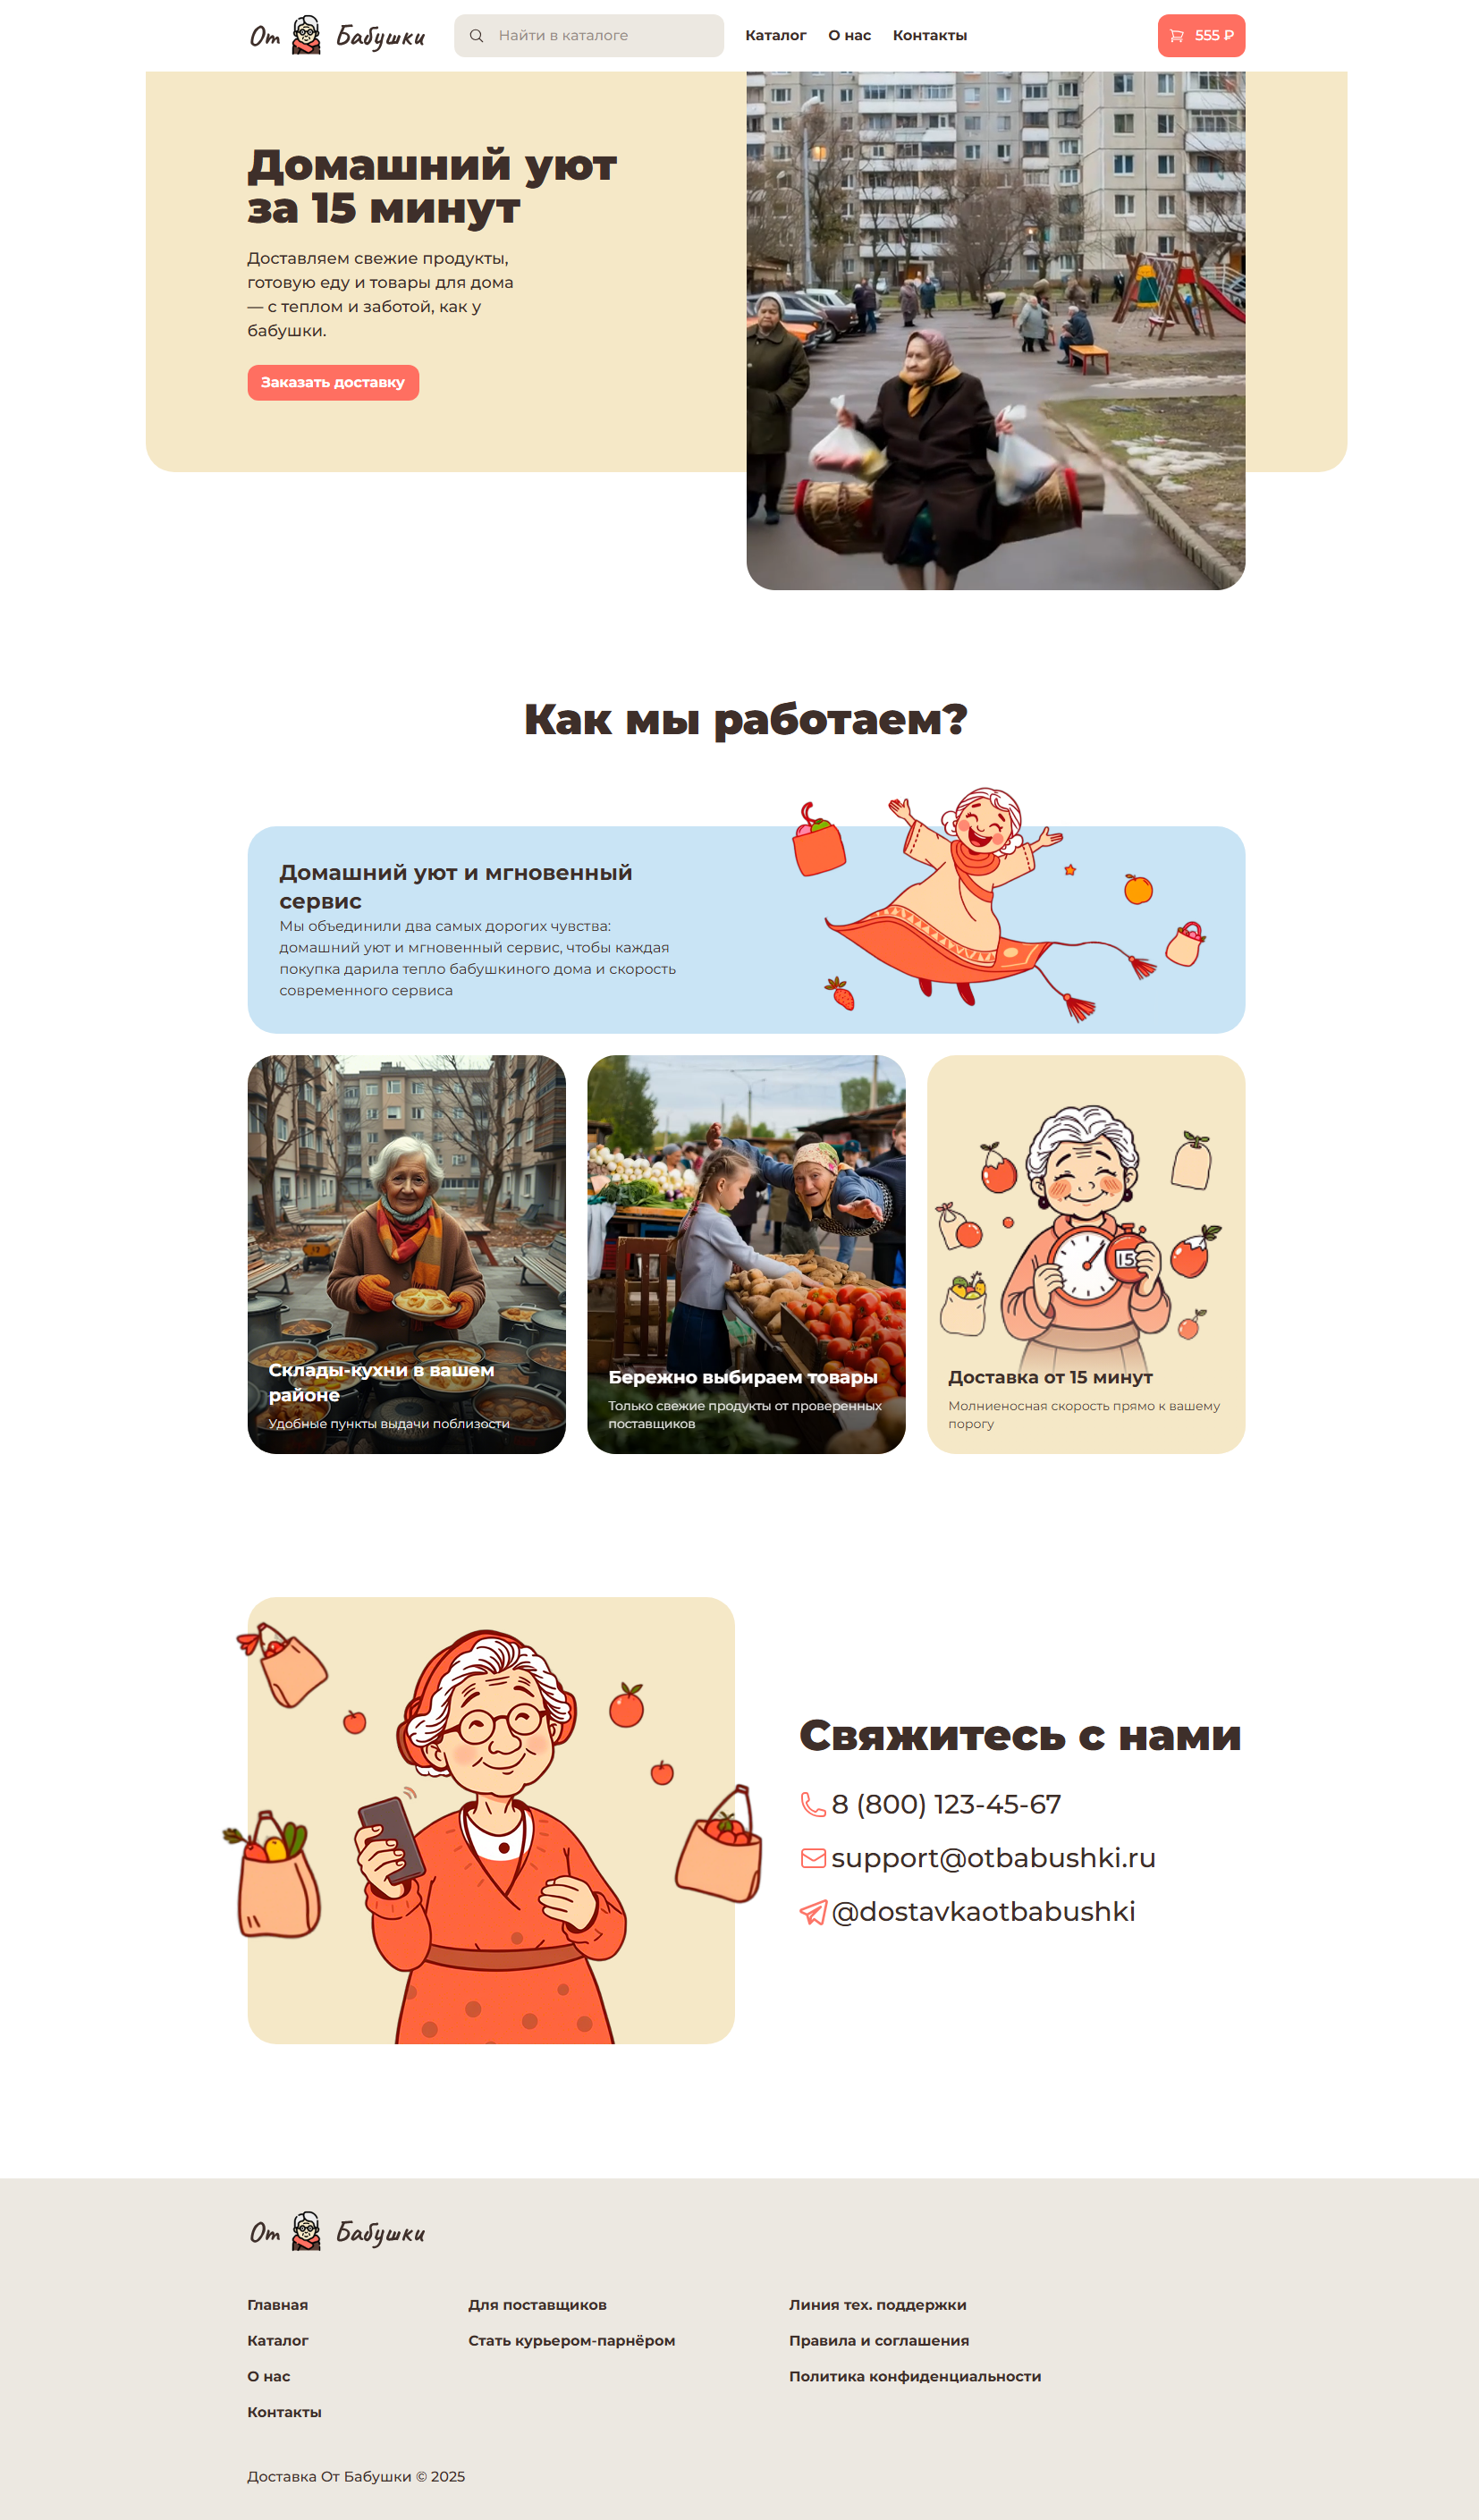 От Бабушки
Найти в каталоге
Каталог
О нас
Контакты
555 ₽
Домашний уют
за 15 минут
Доставляем свежие продукты,
готовую еду и товары для дома
— с теплом и заботой, как у
бабушки.
Заказать доставку
Как мы работаем?
Домашний уют и мгновенный
сервис
Мы объединили два самых дорогих чувства:
домашний уют и мгновенный сервис, чтобы каждая
покупка дарила тепло бабушкиного дома и скорость
современного сервиса
Склады-кухни в вашем
районе
Удобные пункты выдачи поблизости
Бережно выбираем товары
Только свежие продукты от проверенных
поставщиков
15
Доставка от 15 минут
Молниеносная скорость прямо к вашему
порогу
Свяжитесь с нами
8 (800) 123-45-67
support@otbabushki.ru
@dostavkaotbabushki
От Бабушки
Главная
Каталог
О нас
Контакты
Для поставщиков
Стать курьером-парнёром
Линия тех. поддержки
Правила и соглашения
Политика конфиденциальности
Доставка От Бабушки © 2025